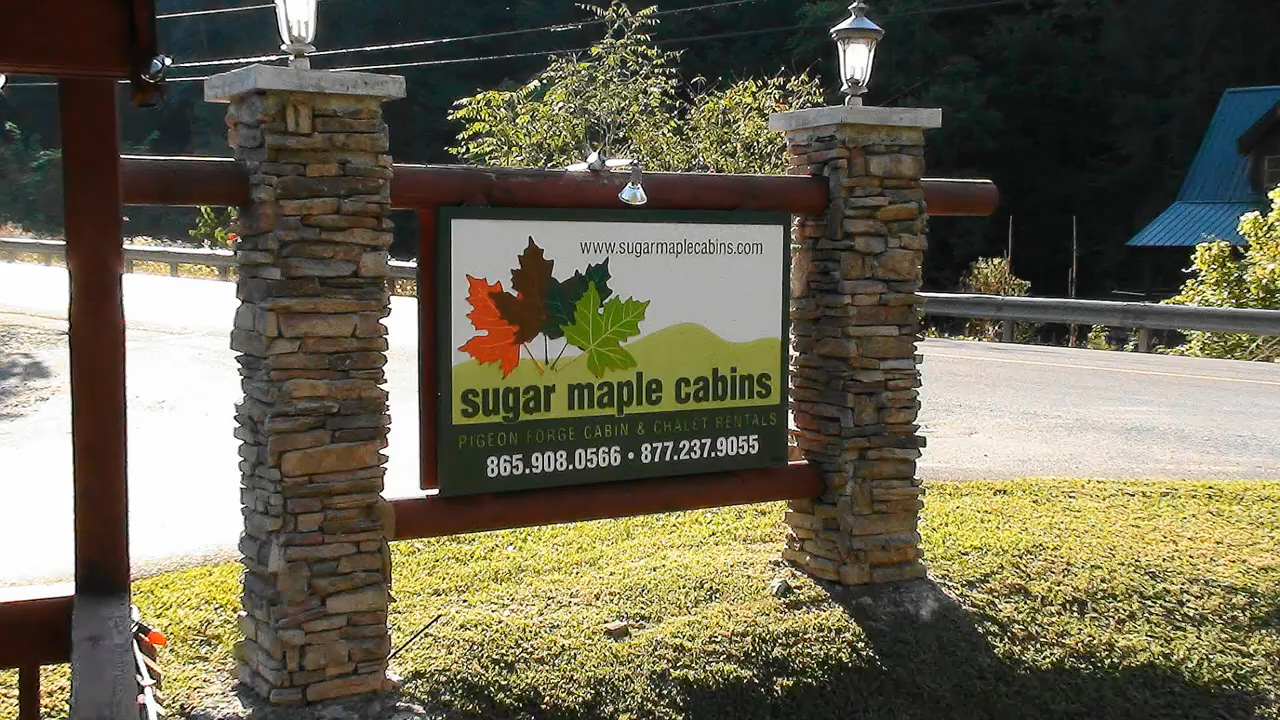 www.sugarmaplecabins.com
sugar maple cabins
PIGEON FORGE CABIN & CHALET RENTALS
865.908.0566 • 877.237.9055